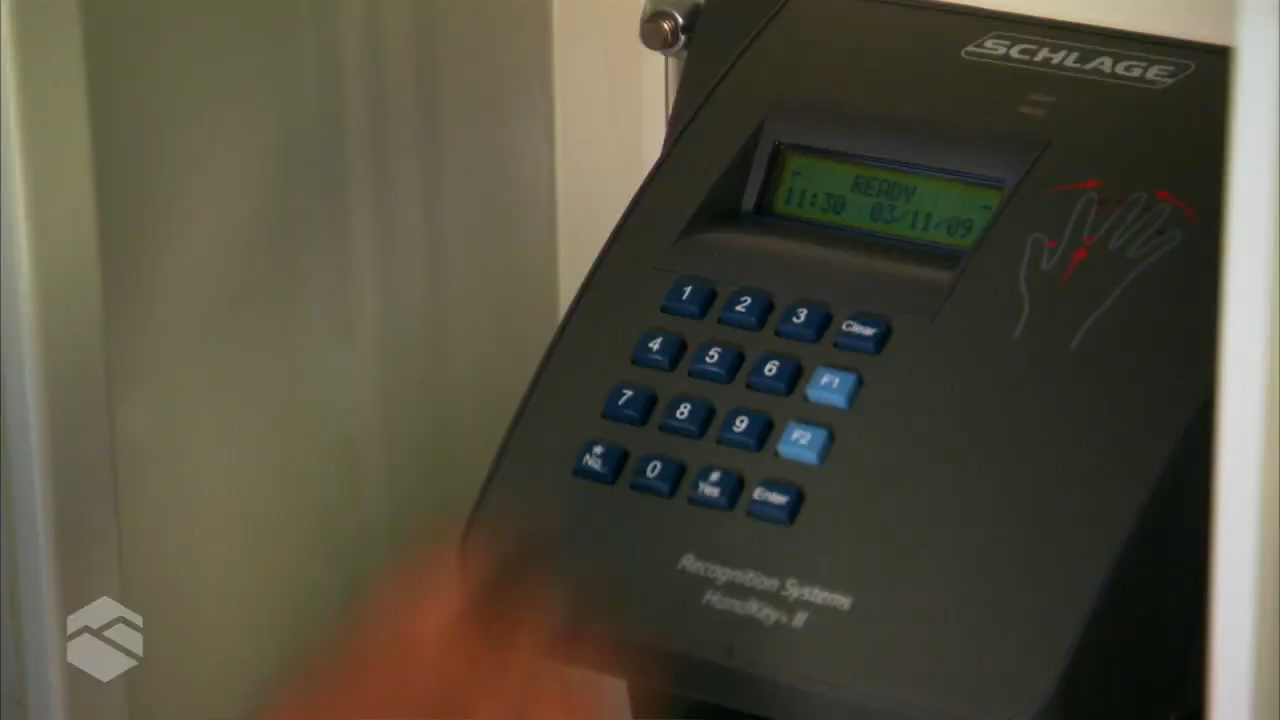 SCHLAGE
READY
11:30 03/11/09
1 2 3 Clear
4 5 6 F1
7 8 9 F2
* No 0 # Yes Enter
Recognition Systems
HandKey II